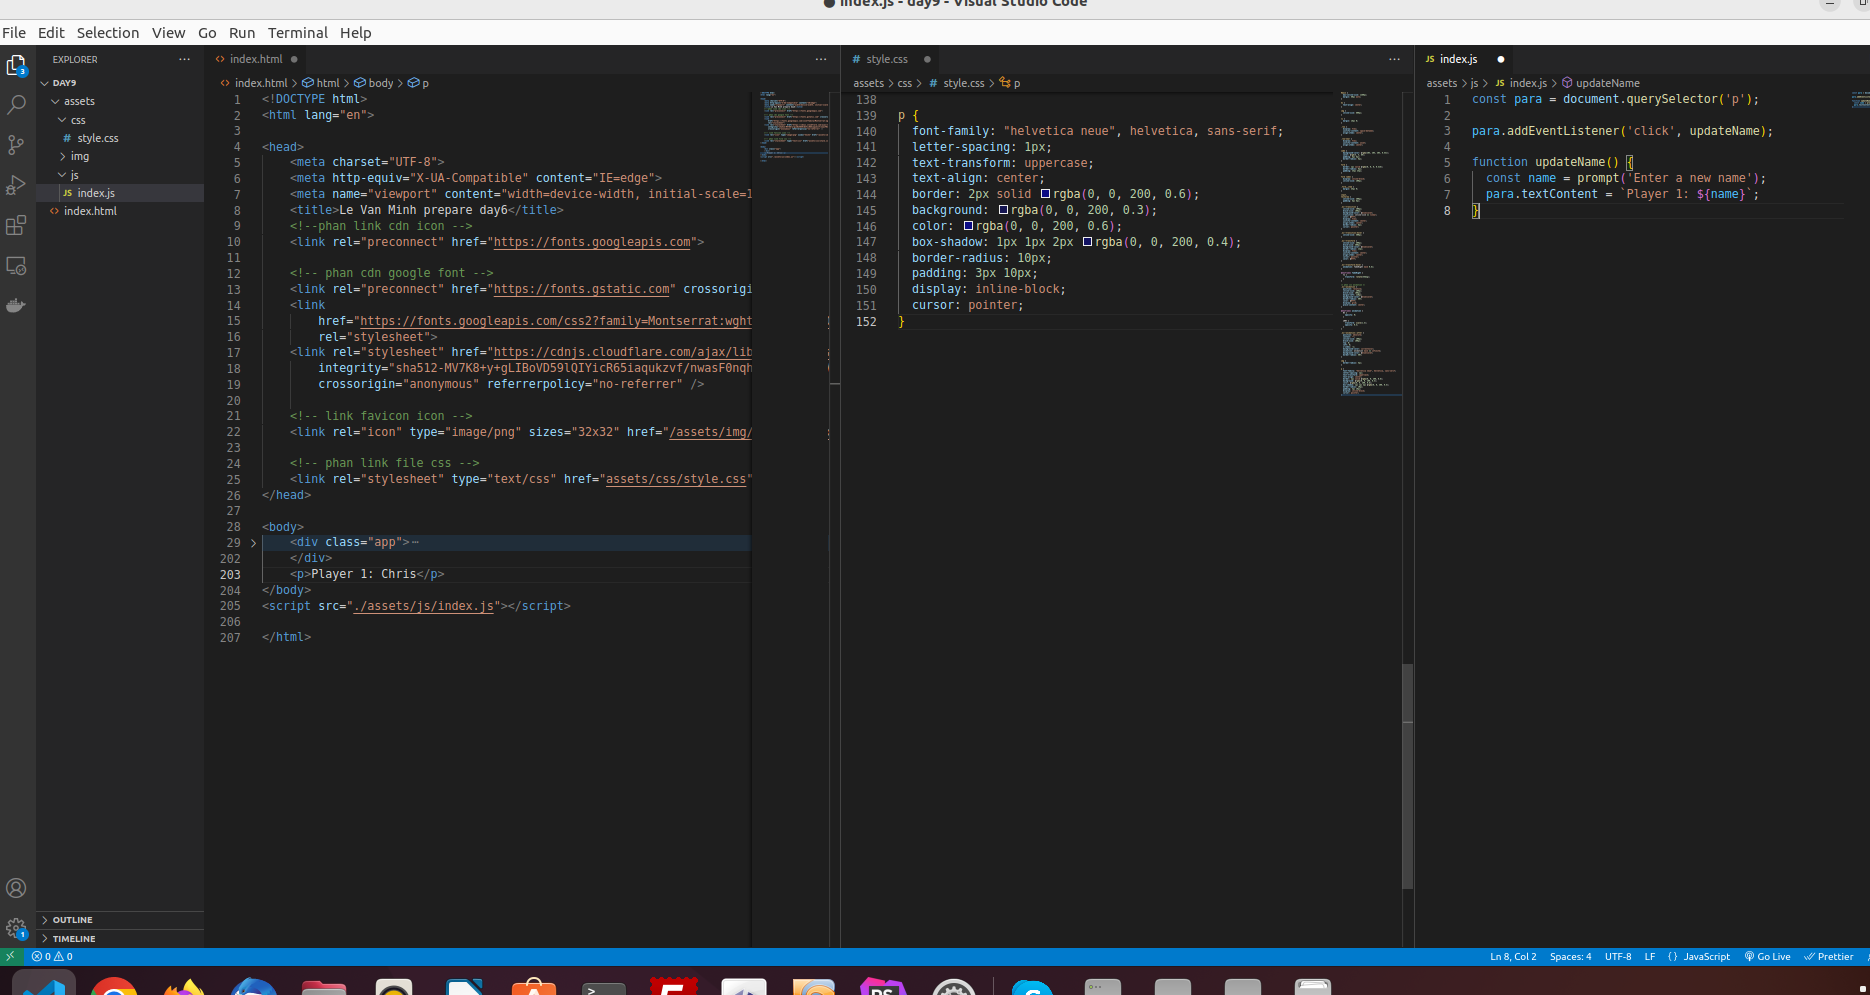 index.js - day9 - Visual Studio Code
File Edit Selection View Go Run Terminal Help
EXPLORER
DAY9
assets
css
# style.css
img
js
JS index.js
index.html
OUTLINE
TIMELINE
3
1
index.html
index.html > html > body > p
1 <!DOCTYPE html>
2 <html lang="en">
3
4 <head>
5 <meta charset="UTF-8">
6 <meta http-equiv="X-UA-Compatible" content="IE=edge">
7 <meta name="viewport" content="width=device-width, initial-scale=1
8 <title>Le Van Minh prepare day6</title>
9 <!--phan link cdn icon -->
10 <link rel="preconnect" href="https://fonts.googleapis.com">
11
12 <!-- phan cdn google font -->
13 <link rel="preconnect" href="https://fonts.gstatic.com" crossorigi
14 <link
15 href="https://fonts.googleapis.com/css2?family=Montserrat:wght
16 rel="stylesheet">
17 <link rel="stylesheet" href="https://cdnjs.cloudflare.com/ajax/lib
18 integrity="sha512-MV7K8+y+gLIBoVD59lQIYicR65iaqukzvf/nwasF0nqh
19 crossorigin="anonymous" referrerpolicy="no-referrer" />
20
21 <!-- link favicon icon -->
22 <link rel="icon" type="image/png" sizes="32x32" href="/assets/img/
23
24 <!-- phan link file css -->
25 <link rel="stylesheet" type="text/css" href="assets/css/style.css"
26 </head>
27
28 <body>
29 <div class="app">⋯
202 </div>
203 <p>Player 1: Chris</p>
204 </body>
205 <script src="./assets/js/index.js"></script>
206
207 </html>
# style.css
assets > css > # style.css > p
138
139 p {
140 font-family: "helvetica neue", helvetica, sans-serif;
141 letter-spacing: 1px;
142 text-transform: uppercase;
143 text-align: center;
144 border: 2px solid rgba(0, 0, 200, 0.6);
145 background: rgba(0, 0, 200, 0.3);
146 color: rgba(0, 0, 200, 0.6);
147 box-shadow: 1px 1px 2px rgba(0, 0, 200, 0.4);
148 border-radius: 10px;
149 padding: 3px 10px;
150 display: inline-block;
151 cursor: pointer;
152 }
JS index.js
assets > js > JS index.js > updateName
1 const para = document.querySelector('p');
2
3 para.addEventListener('click', updateName);
4
5 function updateName() {
6 const name = prompt('Enter a new name');
7 para.textContent = `Player 1: ${name}`;
8 }
0 0
Ln 8, Col 2 Spaces: 4 UTF-8 LF {} JavaScript Go Live Prettier